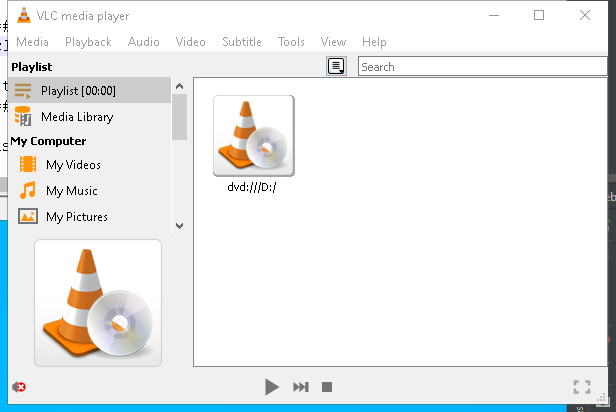 VLC media player
Media Playback Audio Video Subtitle Tools View Help
Playlist
Search
Playlist [00:00]
Media Library
My Computer
My Videos
My Music
My Pictures
dvd:///D:/